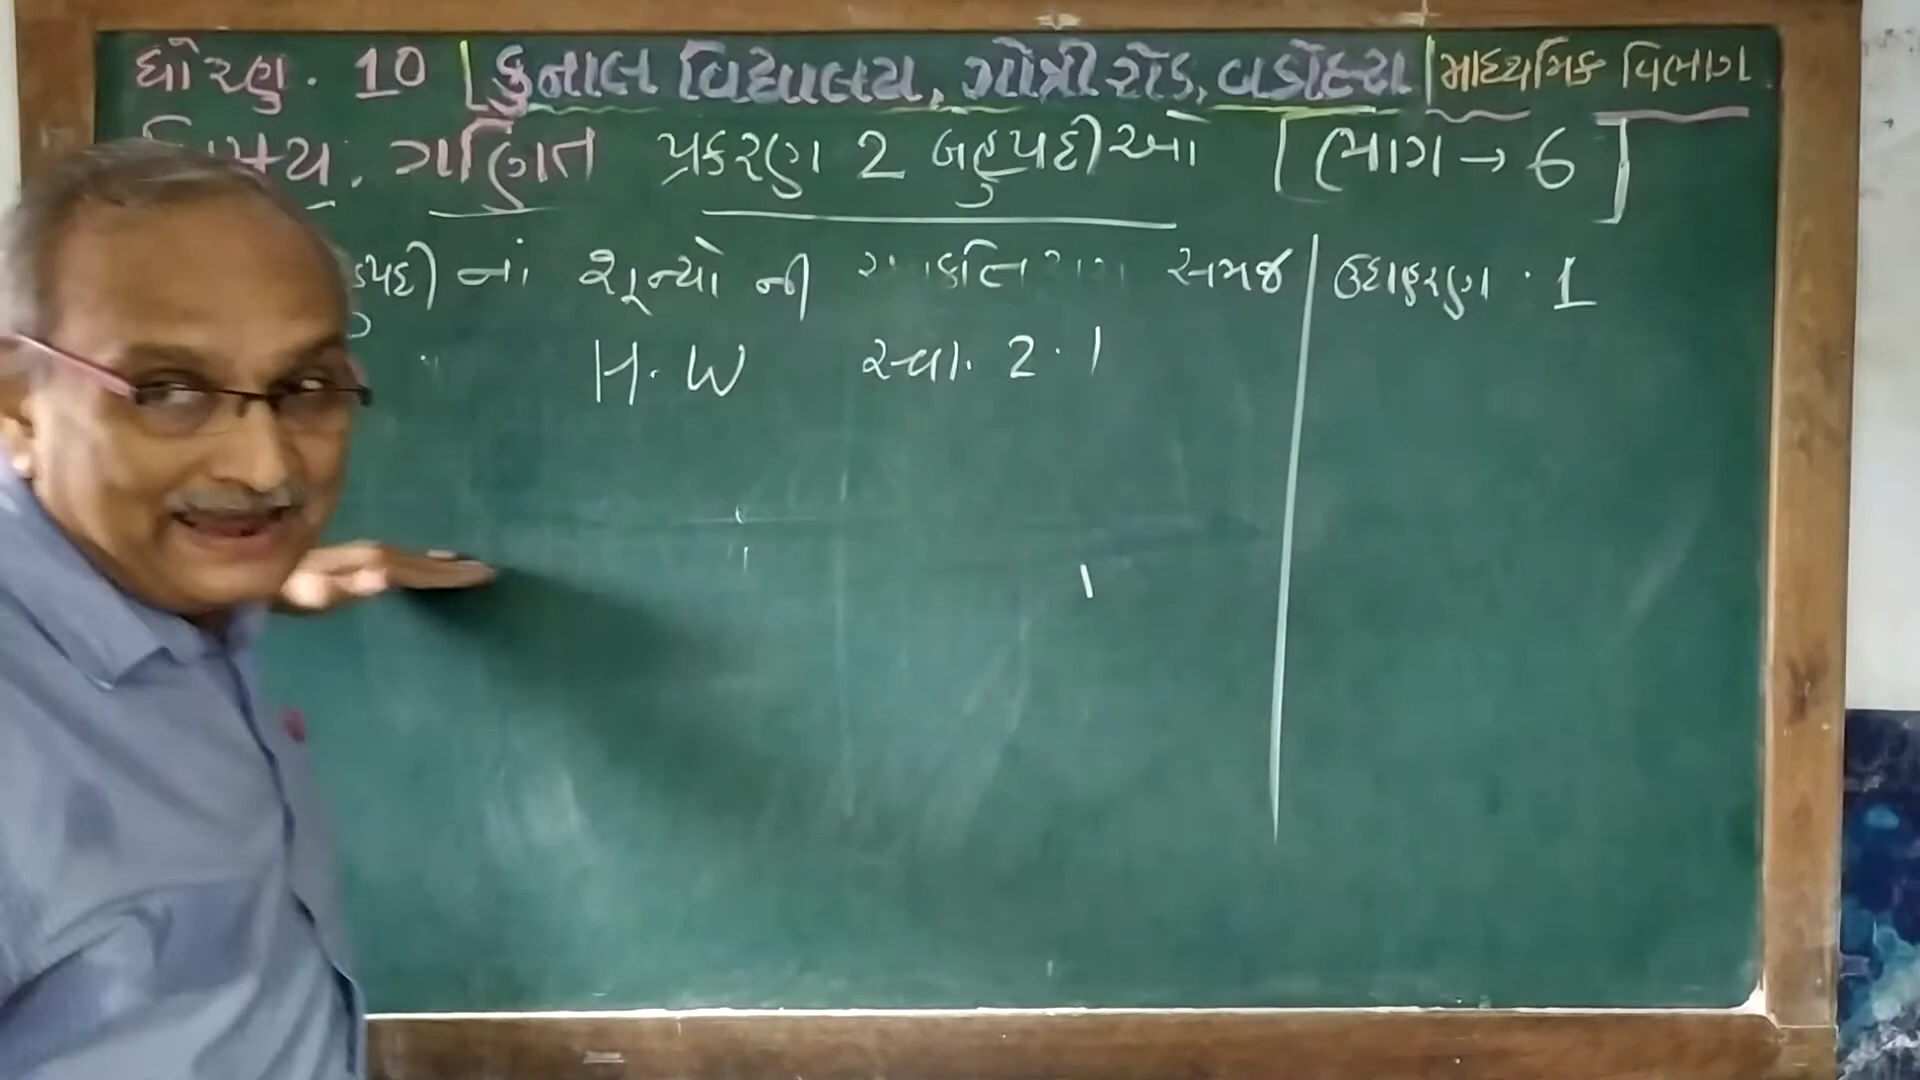 ધોરણ. 10 | કુનાલ વિદ્યાલય, ગોત્રી રોડ, વડોદરા | માધ્યમિક વિભાગ
ગણિત પ્રકરણ 2 બહુપદીઓ [ભાગ → 6]
નાં શૂન્યો ની સમજ | ઉદાહરણ . 1
H. W સ્વા. 2.1